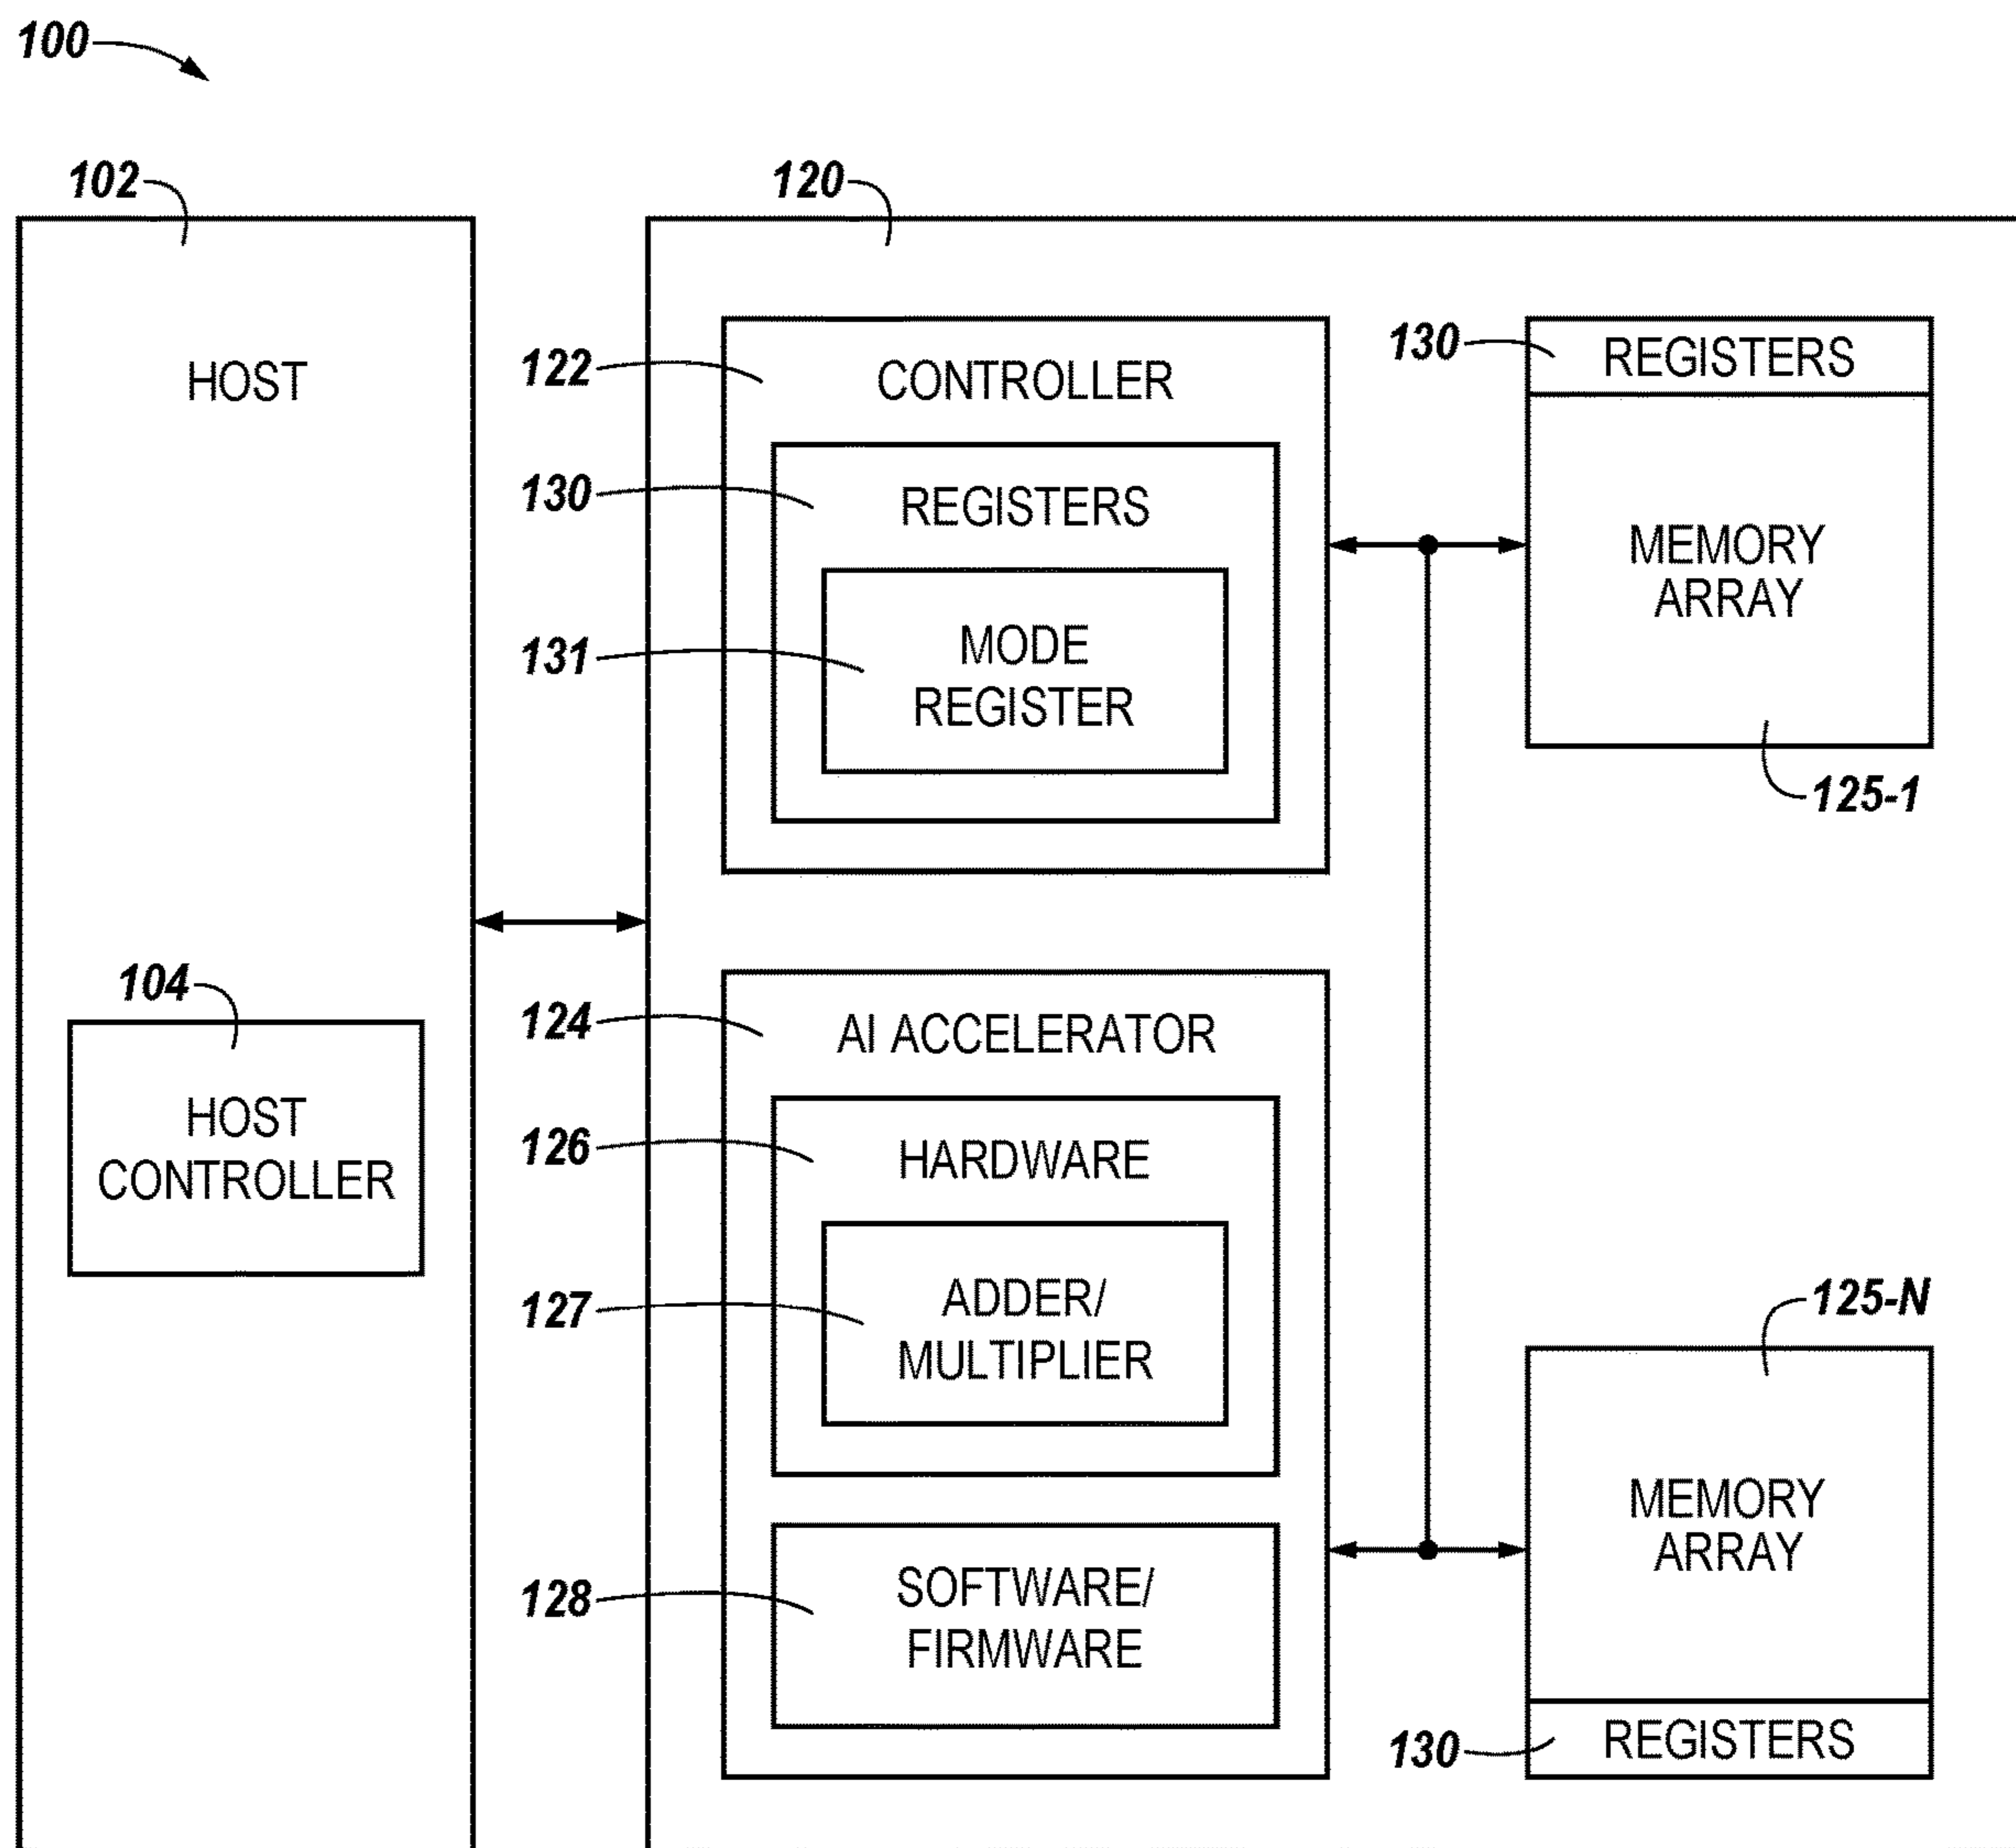 100
102
120
HOST
122
CONTROLLER
130
REGISTERS
130
REGISTERS
131
MODE
REGISTER
MEMORY
ARRAY
125-1
104
HOST
CONTROLLER
124
AI ACCELERATOR
126
HARDWARE
127
ADDER/
MULTIPLIER
128
SOFTWARE/
FIRMWARE
125-N
MEMORY
ARRAY
130
REGISTERS